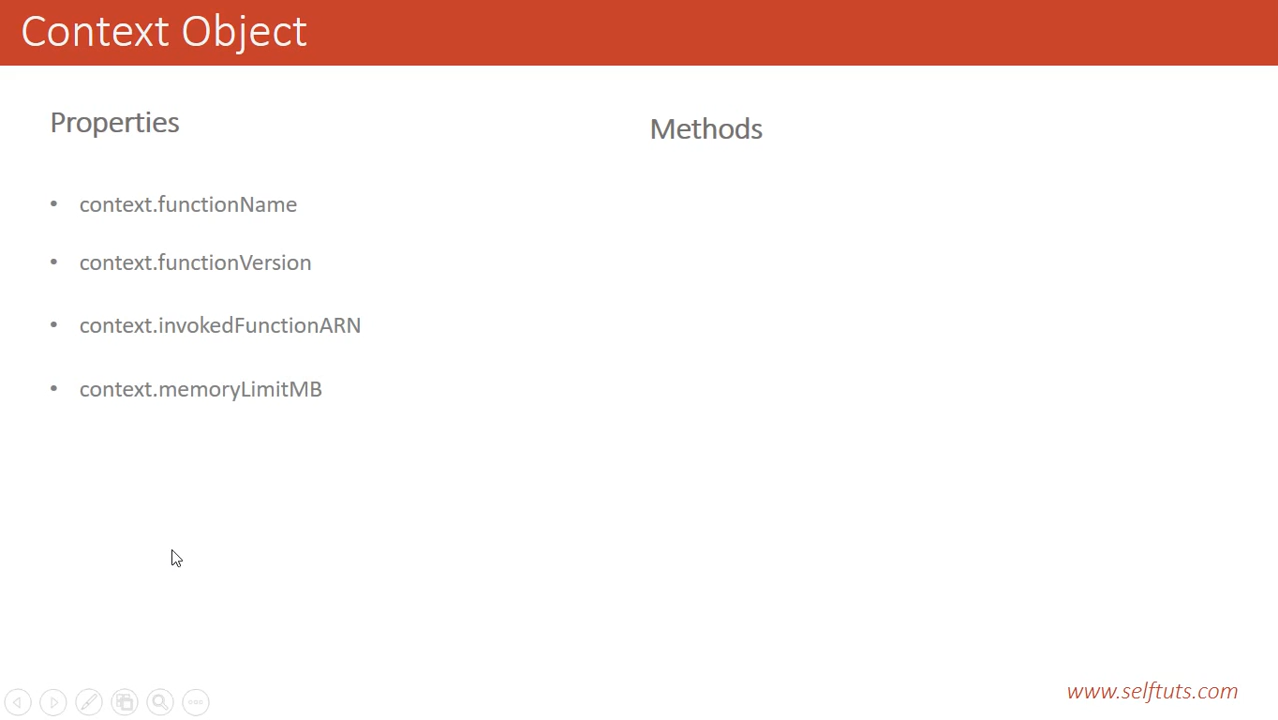 Context Object
Properties
• context.functionName
• context.functionVersion
• context.invokedFunctionARN
• context.memoryLimitMB
Methods
www.selftuts.com